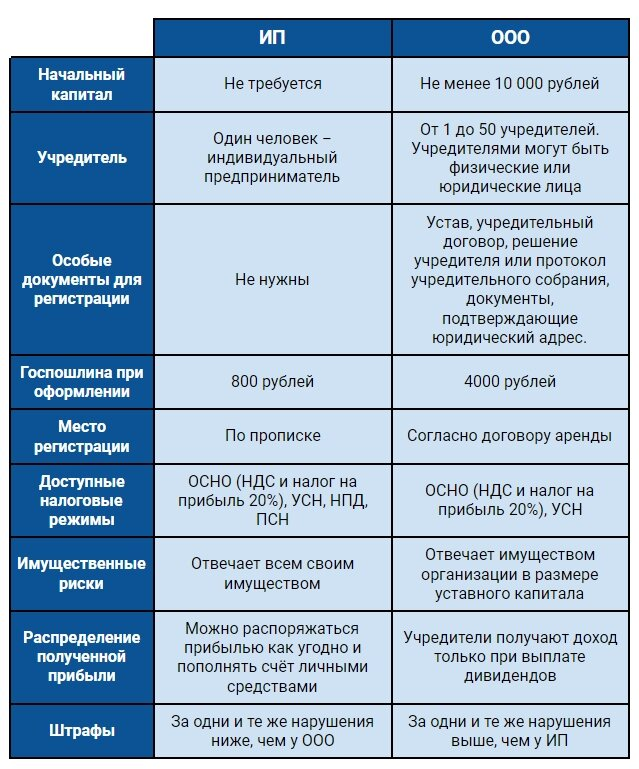 ИП
ООО
Начальный
капитал
Не требуется
Не менее 10 000 рублей
Учредитель
Один человек –
индивидуальный
предприниматель
От 1 до 50 учредителей.
Учредителями могут быть
физические или
юридические лица
Особые
документы для
регистрации
Не нужны
Устав, учредительный
договор, решение
учредителя или протокол
учредительного собрания,
документы,
подтверждающие
юридический адрес.
Госпошлина при
оформлении
800 рублей
4000 рублей
Место
регистрации
По прописке
Согласно договору аренды
Доступные
налоговые
режимы
ОСНО (НДС и налог на
прибыль 20%), УСН, НПД,
ПСН
ОСНО (НДС и налог на
прибыль 20%), УСН
Имущественные
риски
Отвечает всем своим
имуществом
Отвечает имуществом
организации в размере
уставного капитала
Распределение
полученной
прибыли
Можно распоряжаться
прибылью как угодно и
пополнять счёт личными
средствами
Учредители получают доход
только при выплате
дивидендов
Штрафы
За одни и те же нарушения
ниже, чем у ООО
За одни и те же нарушения
выше, чем у ИП